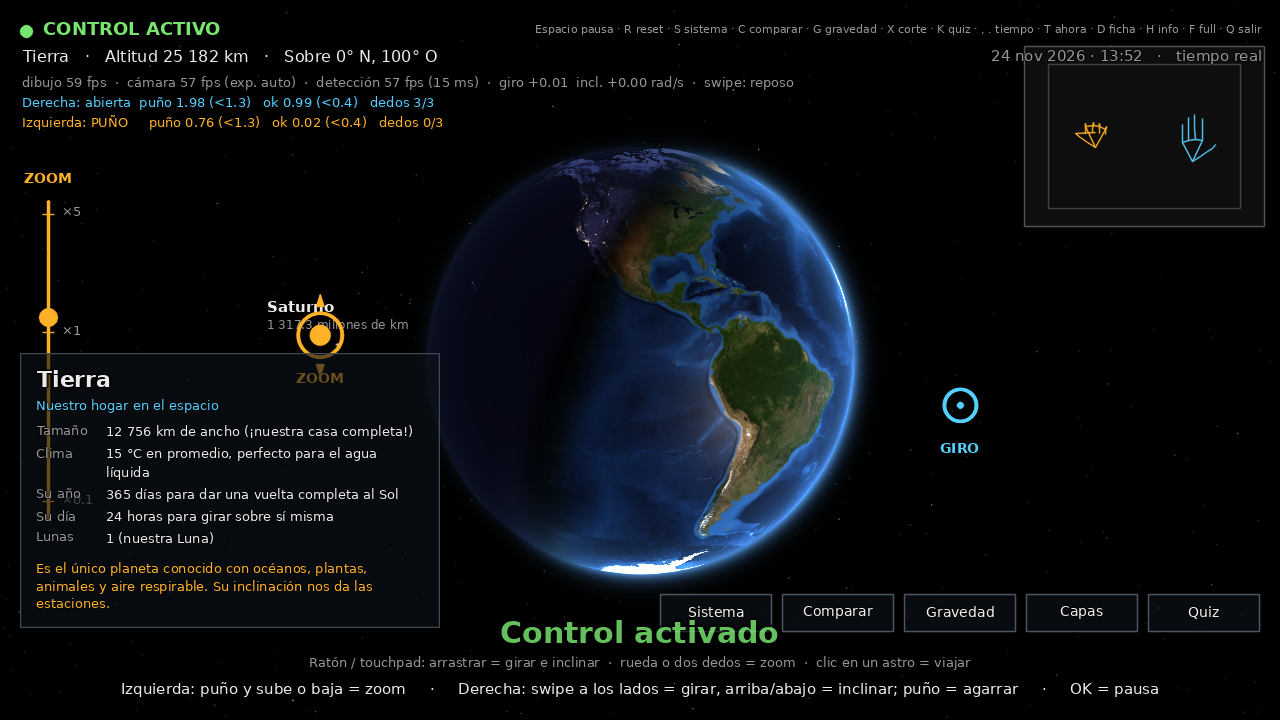 CONTROL ACTIVO
Espacio pausa · R reset · S sistema · C comparar · G gravedad · X corte · K quiz · , . tiempo · T ahora · D ficha · H info · F full · Q salir
Tierra · Altitud 25 182 km · Sobre 0° N, 100° O
24 nov 2026 · 13:52 · tiempo real
dibujo 59 fps · cámara 57 fps (exp. auto) · detección 57 fps (15 ms) · giro +0.01 incl. +0.00 rad/s · swipe: reposo
Derecha: abierta puño 1.98 (<1.3) ok 0.99 (<0.4) dedos 3/3
Izquierda: PUÑO puño 0.76 (<1.3) ok 0.02 (<0.4) dedos 0/3
ZOOM
×5
×1
×0.1
Saturno
1 317.3 millones de km
ZOOM
Tierra
Nuestro hogar en el espacio
Tamaño 12 756 km de ancho (¡nuestra casa completa!)
Clima 15 °C en promedio, perfecto para el agua
líquida
Su año 365 días para dar una vuelta completa al Sol
Su día 24 horas para girar sobre sí misma
Lunas 1 (nuestra Luna)
Es el único planeta conocido con océanos, plantas,
animales y aire respirable. Su inclinación nos da las
estaciones.
GIRO
Sistema Comparar Gravedad Capas Quiz
Control activado
Ratón / touchpad: arrastrar = girar e inclinar · rueda o dos dedos = zoom · clic en un astro = viajar
Izquierda: puño y sube o baja = zoom · Derecha: swipe a los lados = girar, arriba/abajo = inclinar; puño = agarrar · OK = pausa